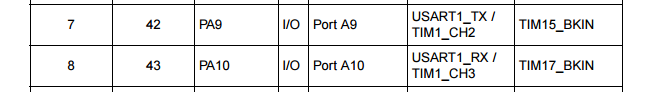 7 42 PA9 I/O Port A9 USART1_TX / TIM1_CH2 TIM15_BKIN
8 43 PA10 I/O Port A10 USART1_RX / TIM1_CH3 TIM17_BKIN